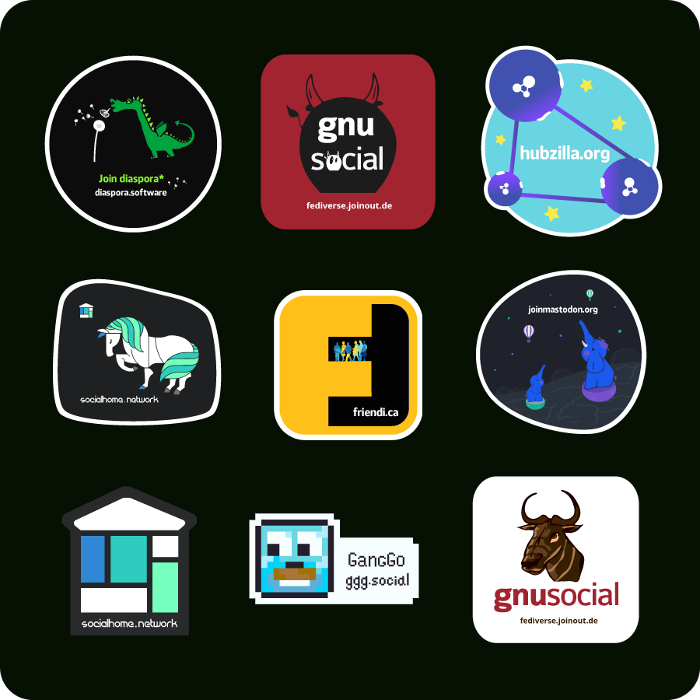 Join diaspora*
diaspora.software
gnu
social
fediverse.joinout.de
hubzilla.org
socialhome.network
friendi.ca
joinmastodon.org
socialhome.network
GangGo
ggg.social
gnusocial
fediverse.joinout.de